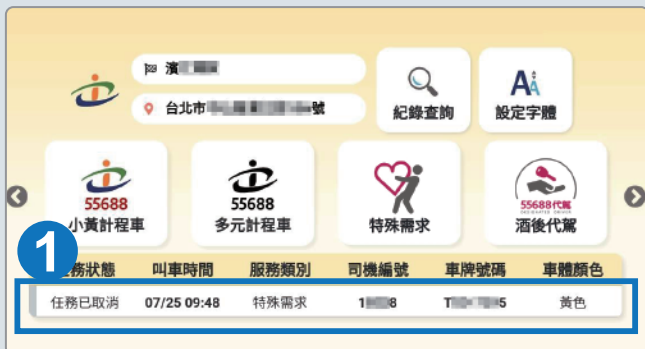 濱
台北市 號
紀錄查詢
設定字體
55688
小黃計程車
55688
多元計程車
特殊需求
55688代駕
DESIGNATED DRIVER
酒後代駕
1
務狀態 叫車時間 服務類別 司機編號 車牌號碼 車體顏色
任務已取消 07/25 09:48 特殊需求 1 8 T 5 黃色